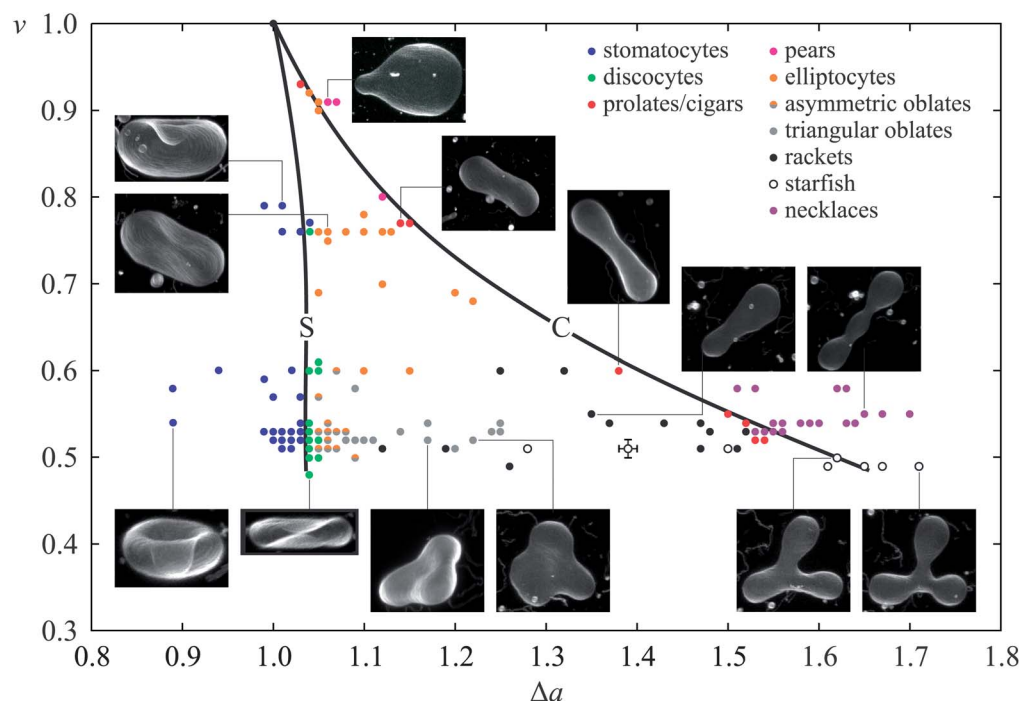 v
1.0
0.9
0.8
0.7
0.6
0.5
0.4
0.3
stomatocytes
discocytes
prolates/cigars
pears
elliptocytes
asymmetric oblates
triangular oblates
rackets
starfish
necklaces
S
C
0.8 0.9 1.0 1.1 1.2 1.3 1.4 1.5 1.6 1.7 1.8
Δa